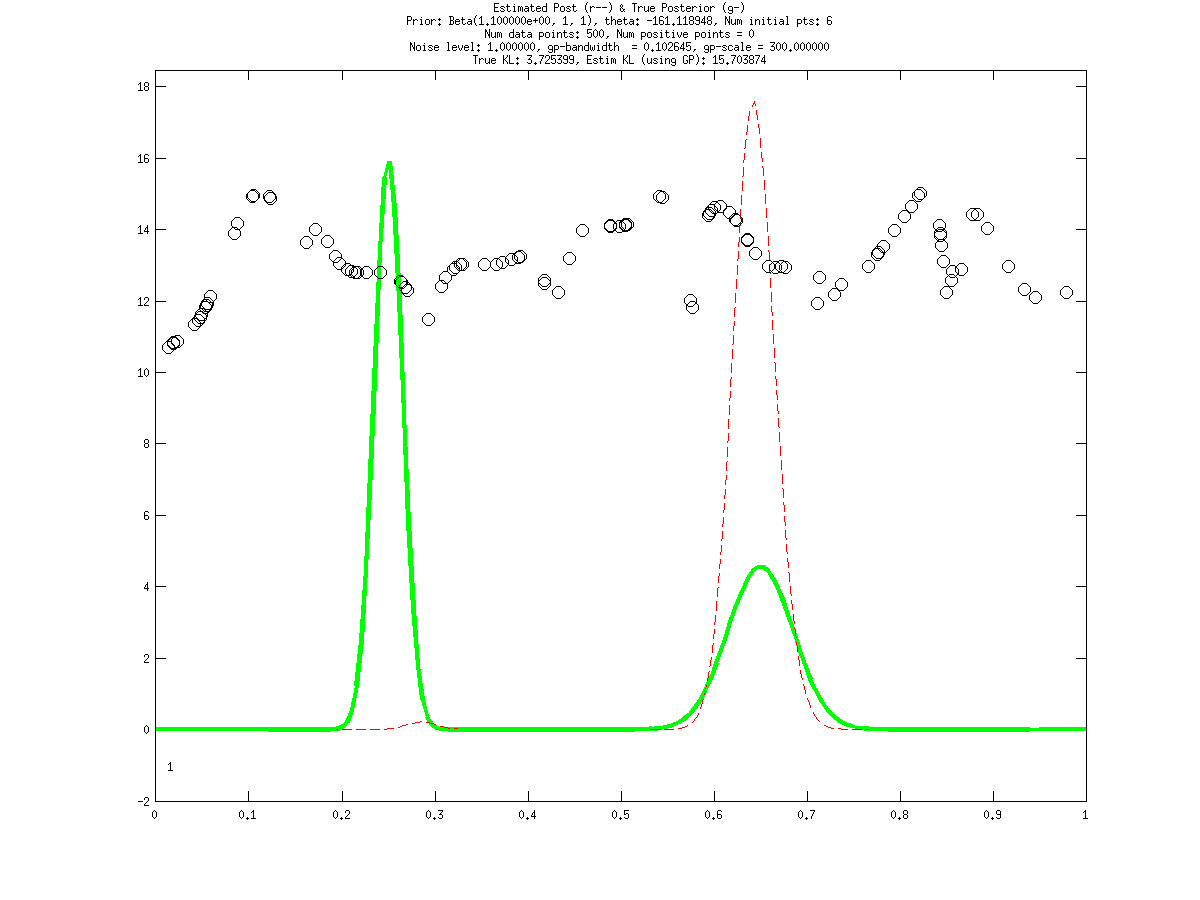 Estimated Post (r--) & True Posterior (g-)
Prior: Beta(1.100000e+00, 1, 1), theta: -161.118948, Num initial pts: 6
Num data points: 500, Num positive points = 0
Noise level: 1.000000, gp-bandwidth  = 0.102645, gp-scale = 300.000000
True KL: 3.725399, Estim KL (using GP): 15.703874
18
16
14
12
10
8
6
4
2
0
1
-2
0 0.1 0.2 0.3 0.4 0.5 0.6 0.7 0.8 0.9 1